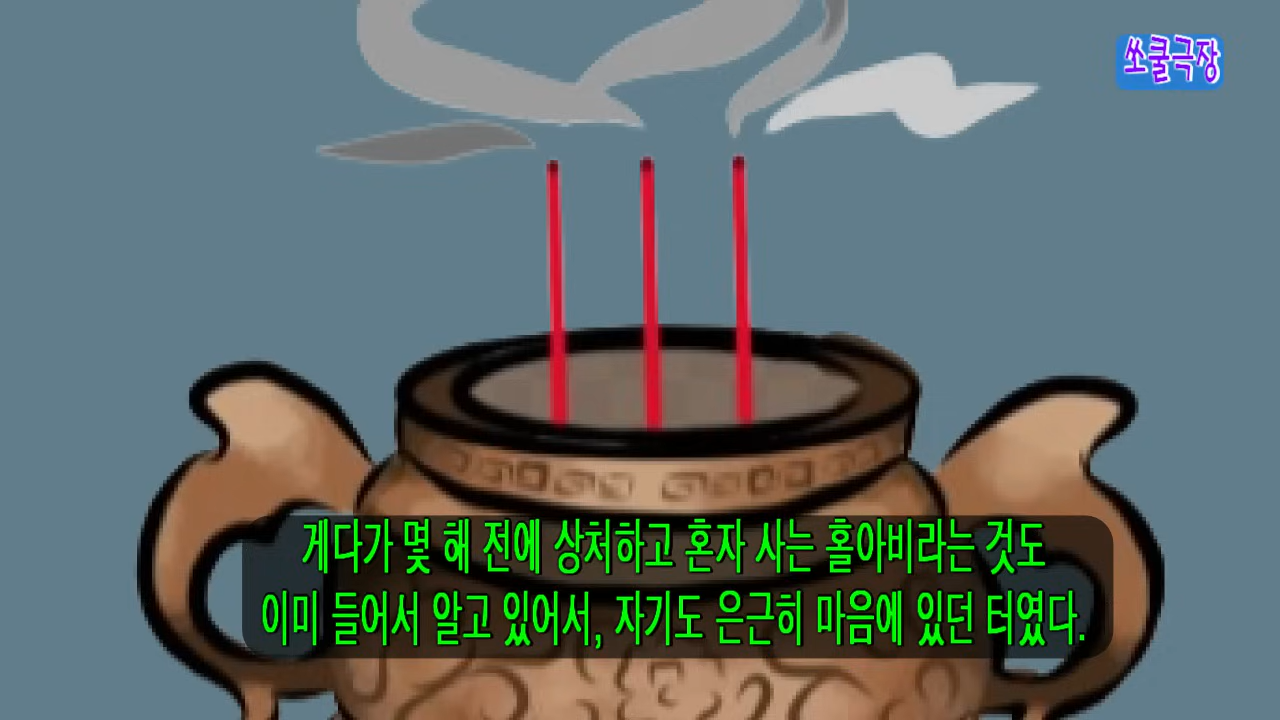 쏘쿨극장
게다가 몇 해 전에 상처하고 혼자 사는 홀아비라는 것도
이미 들어서 알고 있어서, 자기도 은근히 마음에 있던 터였다.